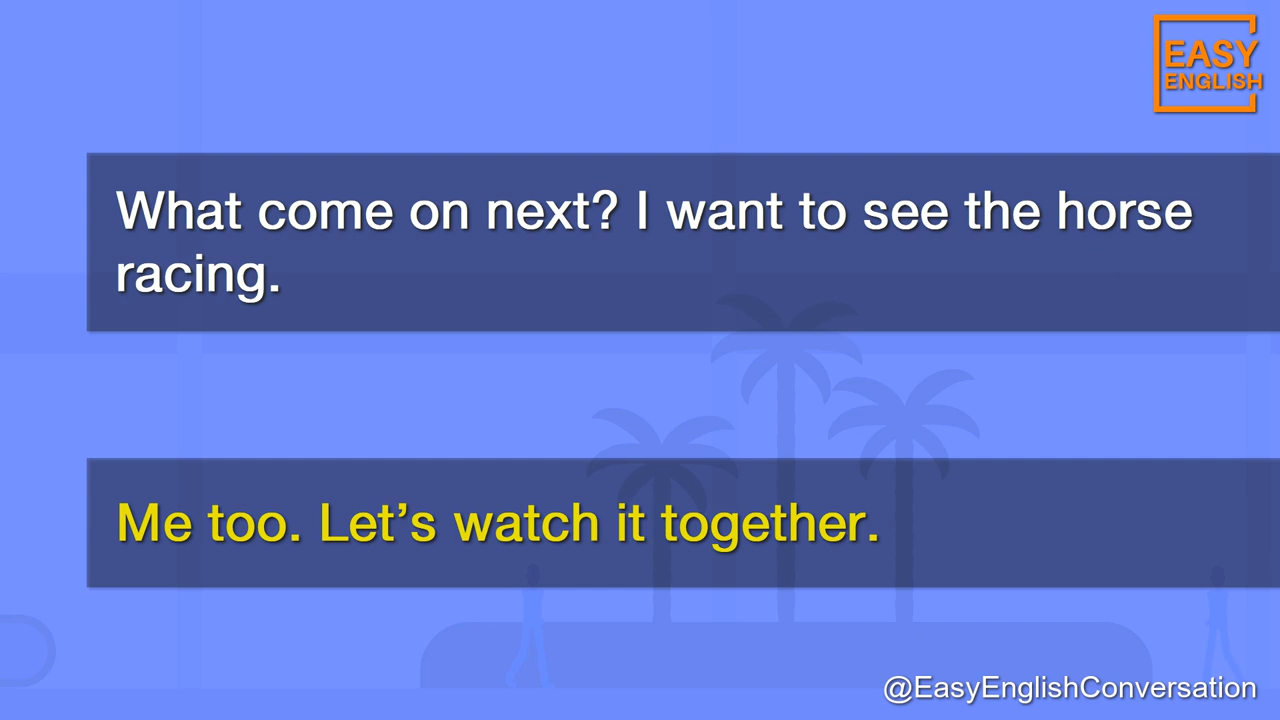 EASY
ENGLISH
What come on next? I want to see the horse
racing.
Me too. Let’s watch it together.
@EasyEnglishConversation